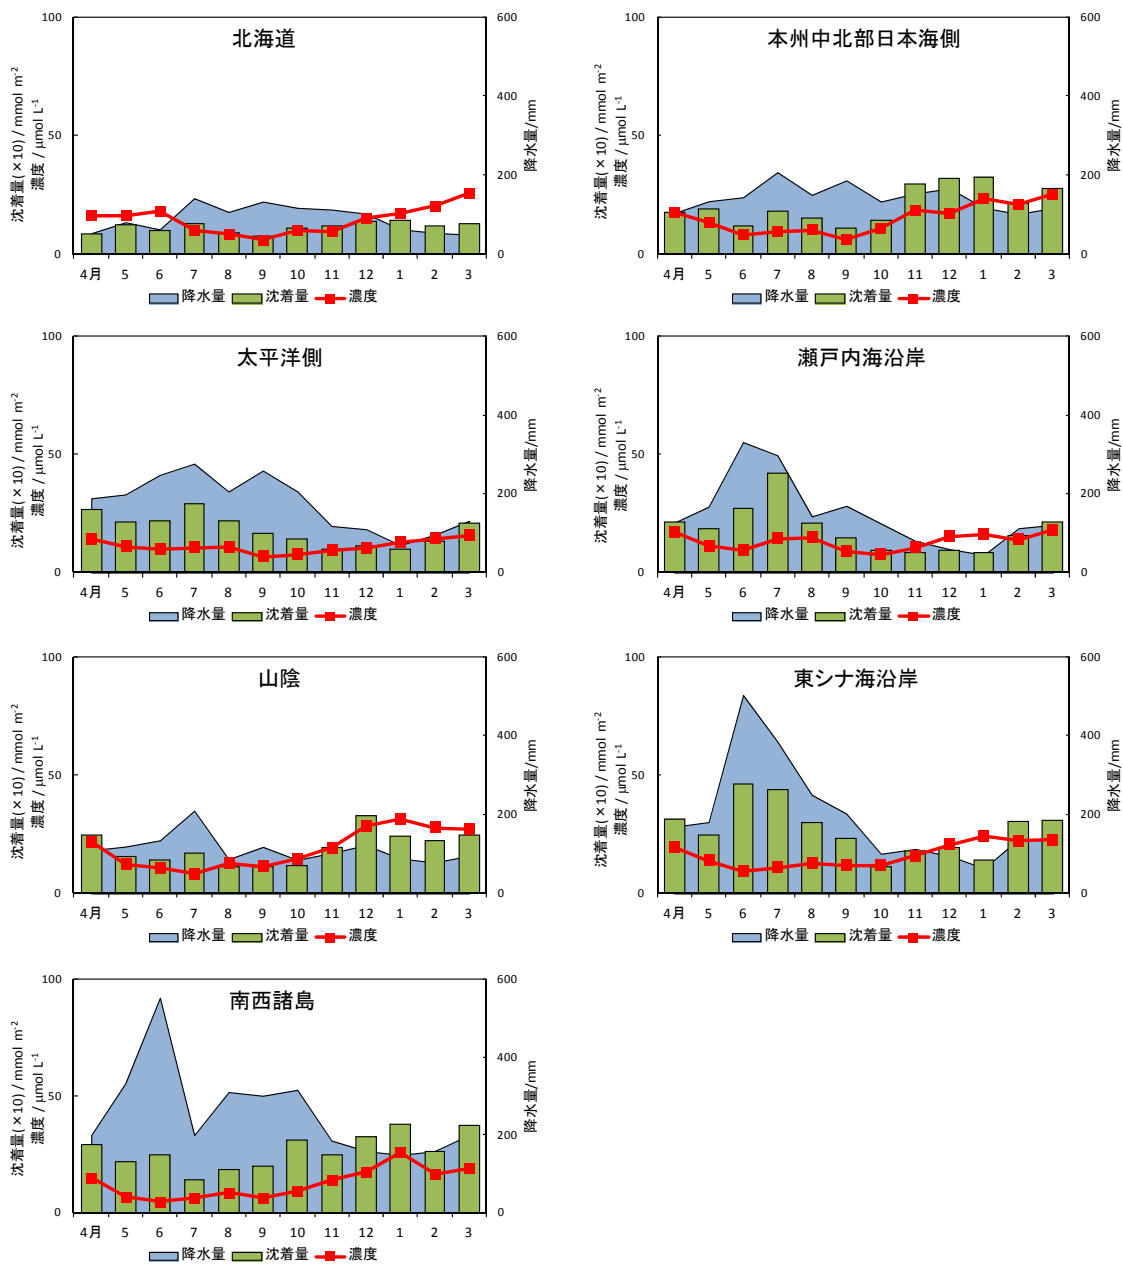 北海道
沈着量(×10) / mmol m⁻²
濃度 / μmol L⁻¹
100
50
0
降水量/mm
600
400
200
0
4月 5 6 7 8 9 10 11 12 1 2 3
降水量 沈着量 濃度
本州中北部日本海側
沈着量(×10) / mmol m⁻²
濃度 / μmol L⁻¹
100
50
0
降水量/mm
600
400
200
0
4月 5 6 7 8 9 10 11 12 1 2 3
降水量 沈着量 濃度
太平洋側
沈着量(×10) / mmol m⁻²
濃度 / μmol L⁻¹
100
50
0
降水量/mm
600
400
200
0
4月 5 6 7 8 9 10 11 12 1 2 3
降水量 沈着量 濃度
瀬戸内海沿岸
沈着量(×10) / mmol m⁻²
濃度 / μmol L⁻¹
100
50
0
降水量/mm
600
400
200
0
4月 5 6 7 8 9 10 11 12 1 2 3
降水量 沈着量 濃度
山陰
沈着量(×10) / mmol m⁻²
濃度 / μmol L⁻¹
100
50
0
降水量/mm
600
400
200
0
4月 5 6 7 8 9 10 11 12 1 2 3
降水量 沈着量 濃度
東シナ海沿岸
沈着量(×10) / mmol m⁻²
濃度 / μmol L⁻¹
100
50
0
降水量/mm
600
400
200
0
4月 5 6 7 8 9 10 11 12 1 2 3
降水量 沈着量 濃度
南西諸島
沈着量(×10) / mmol m⁻²
濃度 / μmol L⁻¹
100
50
0
降水量/mm
600
400
200
0
4月 5 6 7 8 9 10 11 12 1 2 3
降水量 沈着量 濃度